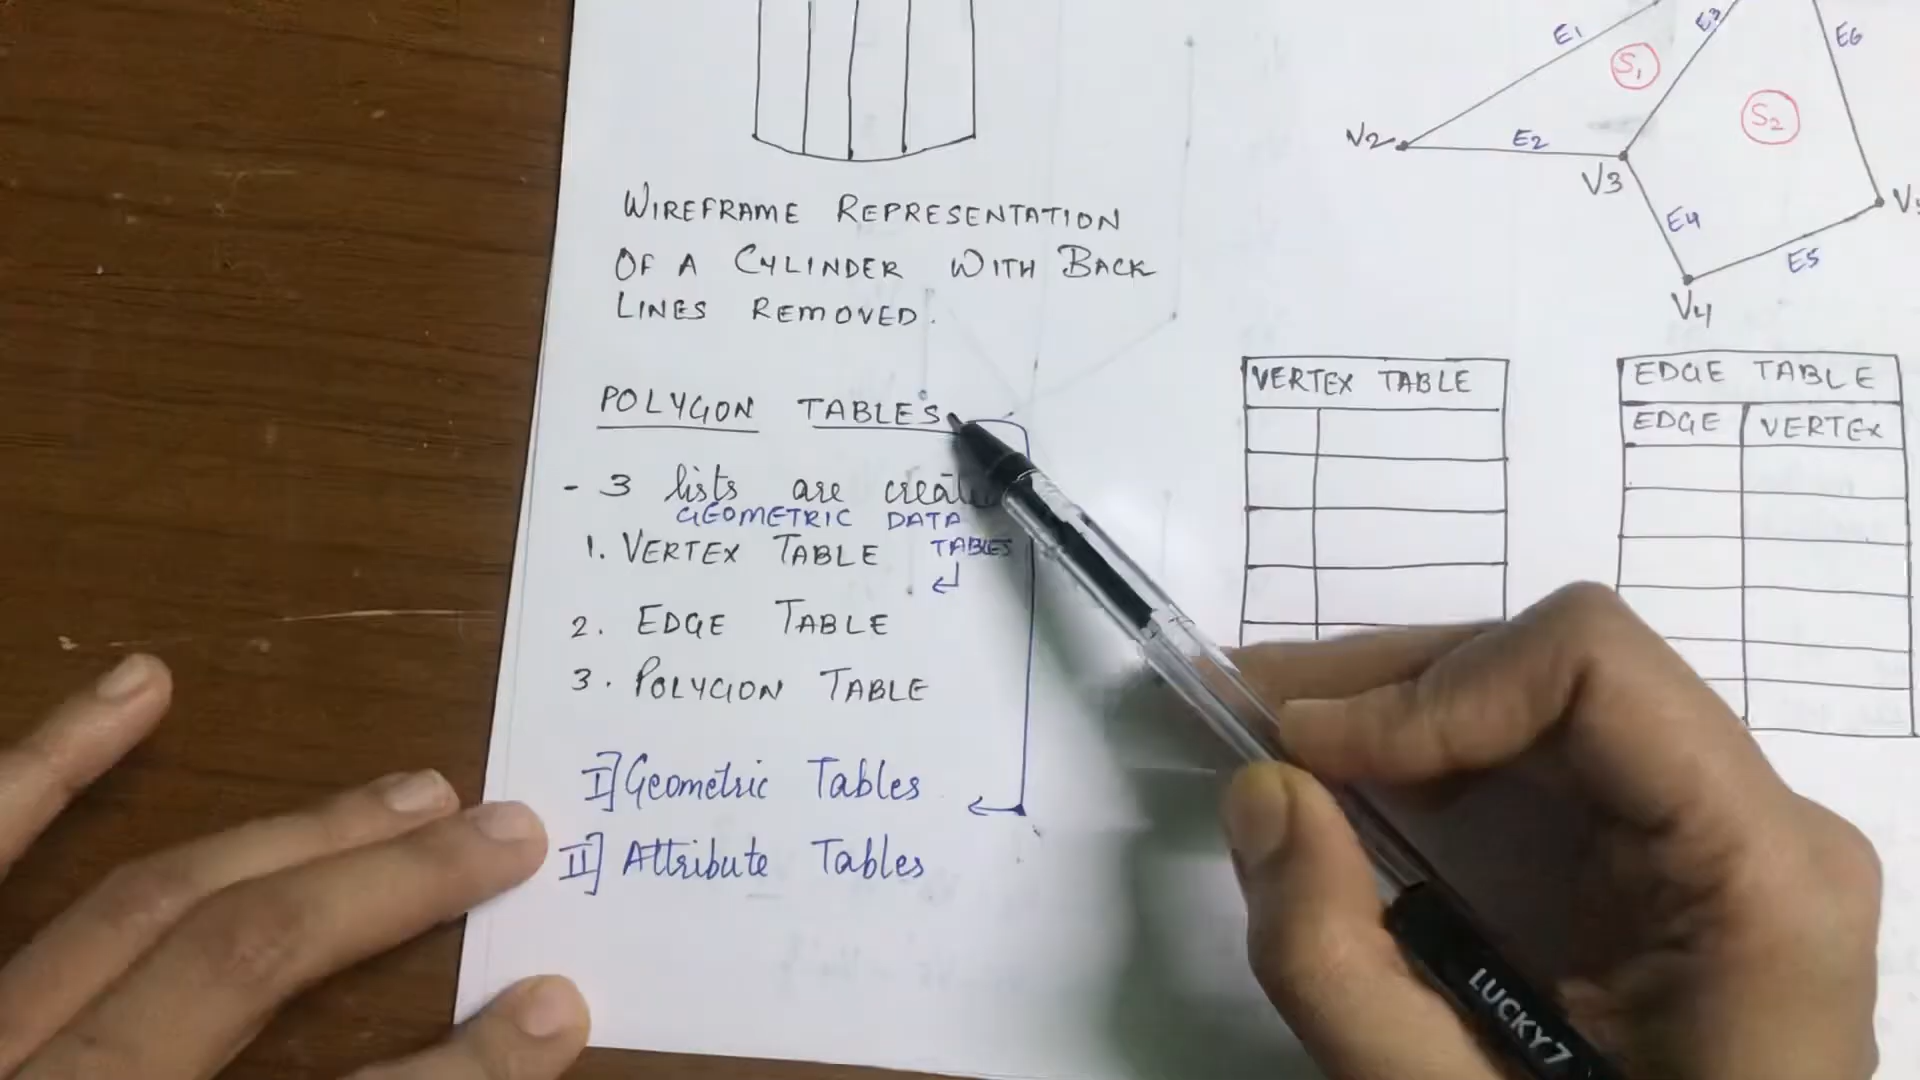 WIREFRAME REPRESENTATION
OF A CYLINDER WITH BACK
LINES REMOVED.
POLYGON TABLES
- 3 lists are
GEOMETRIC DATA
TABLES
1. VERTEX TABLE
2. EDGE TABLE
3. POLYGON TABLE
I] Geometric Tables
II] Attribute Tables
E1
E3
E6
S1
S2
V2
E2
V3
E4
E5
V4
VERTEX TABLE
EDGE TABLE
EDGE VERTEX
LUCKY 7